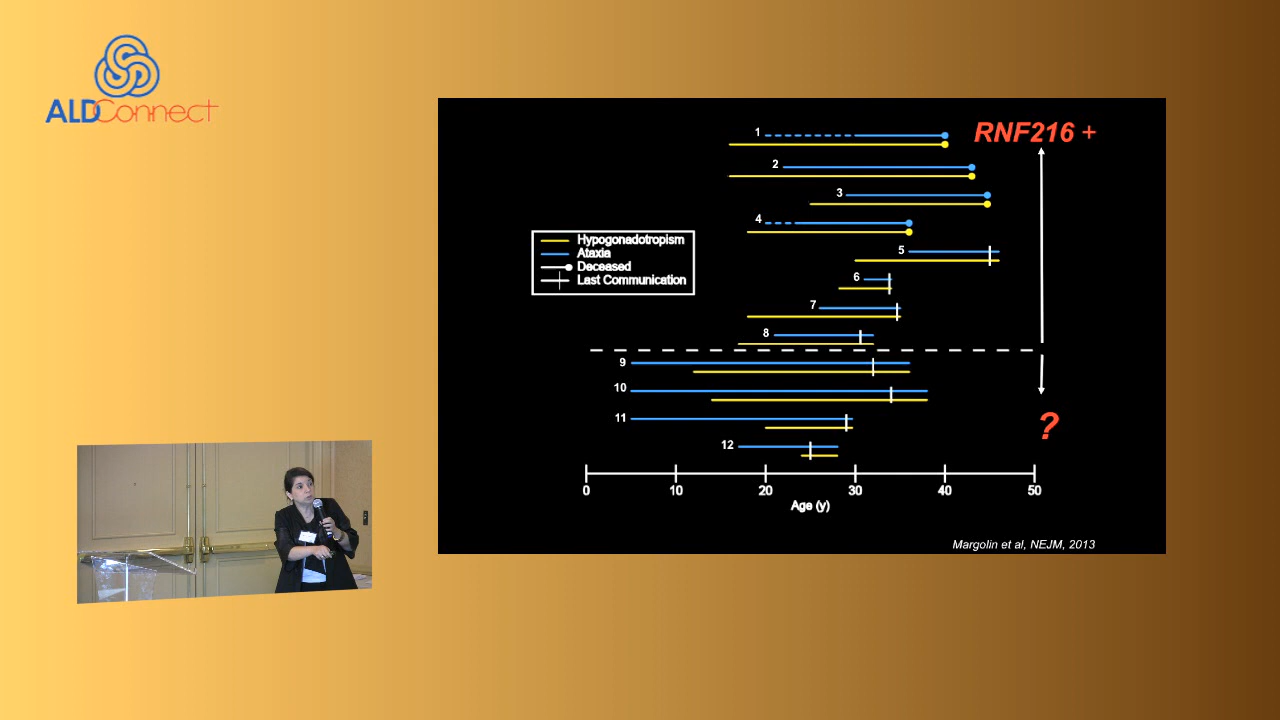 ALDConnect
RNF216 +
1
2
3
4
5
6
7
8
9
10
11
12
Hypogonadotropism
Ataxia
Deceased
Last Communication
?
0 10 20 30 40 50
Age (y)
Margolin et al, NEJM, 2013